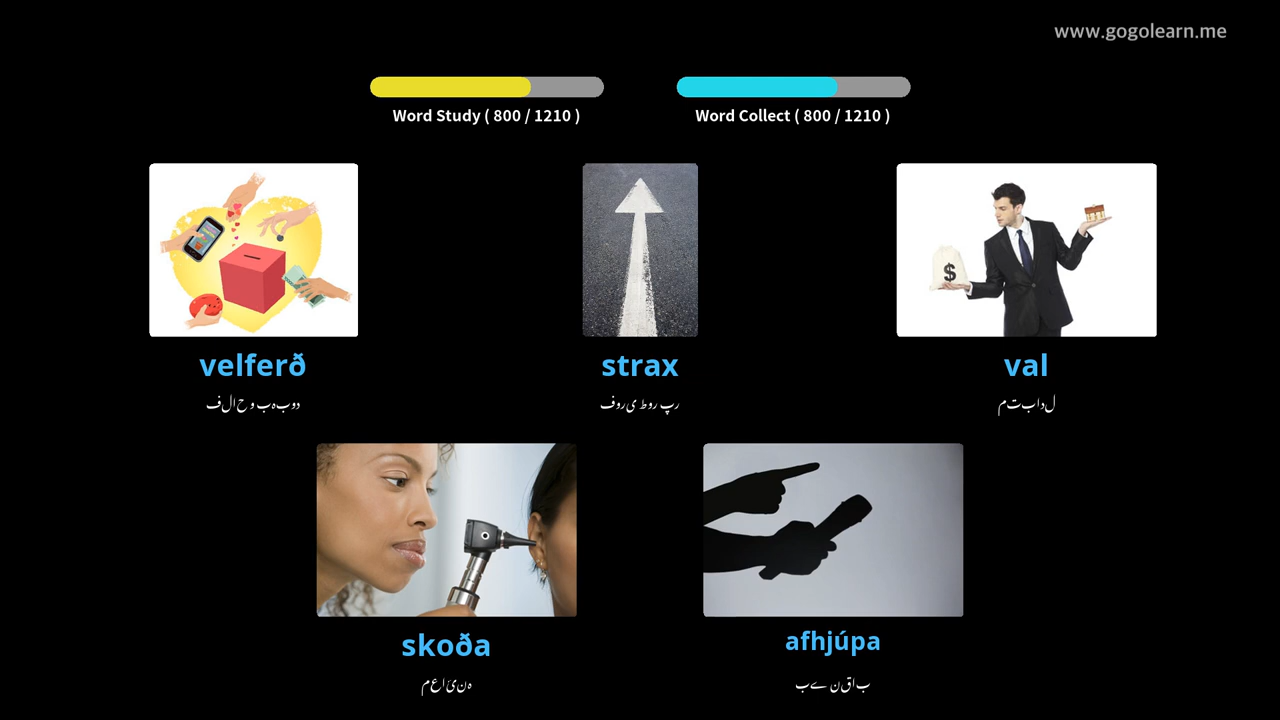 www.gogolearn.me
Word Study ( 800 / 1210 )
Word Collect ( 800 / 1210 )
velferð
فلاح و بہبود
strax
فوری طور پر
val
متبادل
skoða
معائنہ
afhjúpa
بے نقاب